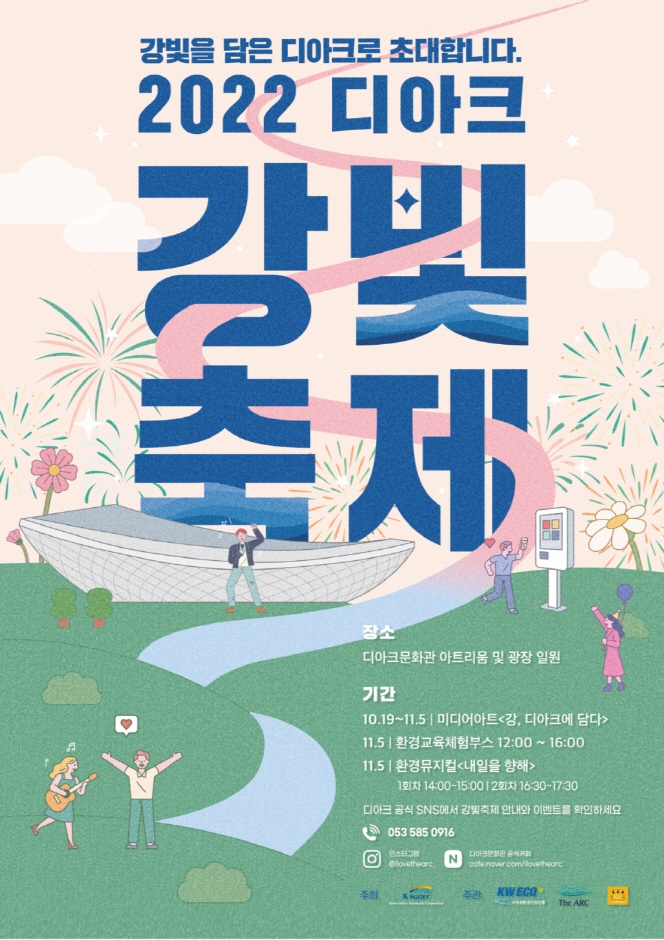 강빛을 담은 디아크로 초대합니다.
2022 디아크
강빛
축제
장소
디아크문화관 아트리움 및 광장 일원
기간
10.19~11.5 | 미디어아트<강, 디아크에 담다>
11.5 | 환경교육체험부스 12:00 ~ 16:00
11.5 | 환경뮤지컬<내일을 향해>
1회차 14:00~15:00 | 2회차 16:30~17:30
디아크 공식 SNS에서 강빛축제 안내와 이벤트를 확인하세요
053 585 0916
인스타그램
@ilovethearc_
N 디아크문화관 공식카페
cafe.naver.com/ilovethearc
주최 K water 주관 KWECO The ARC